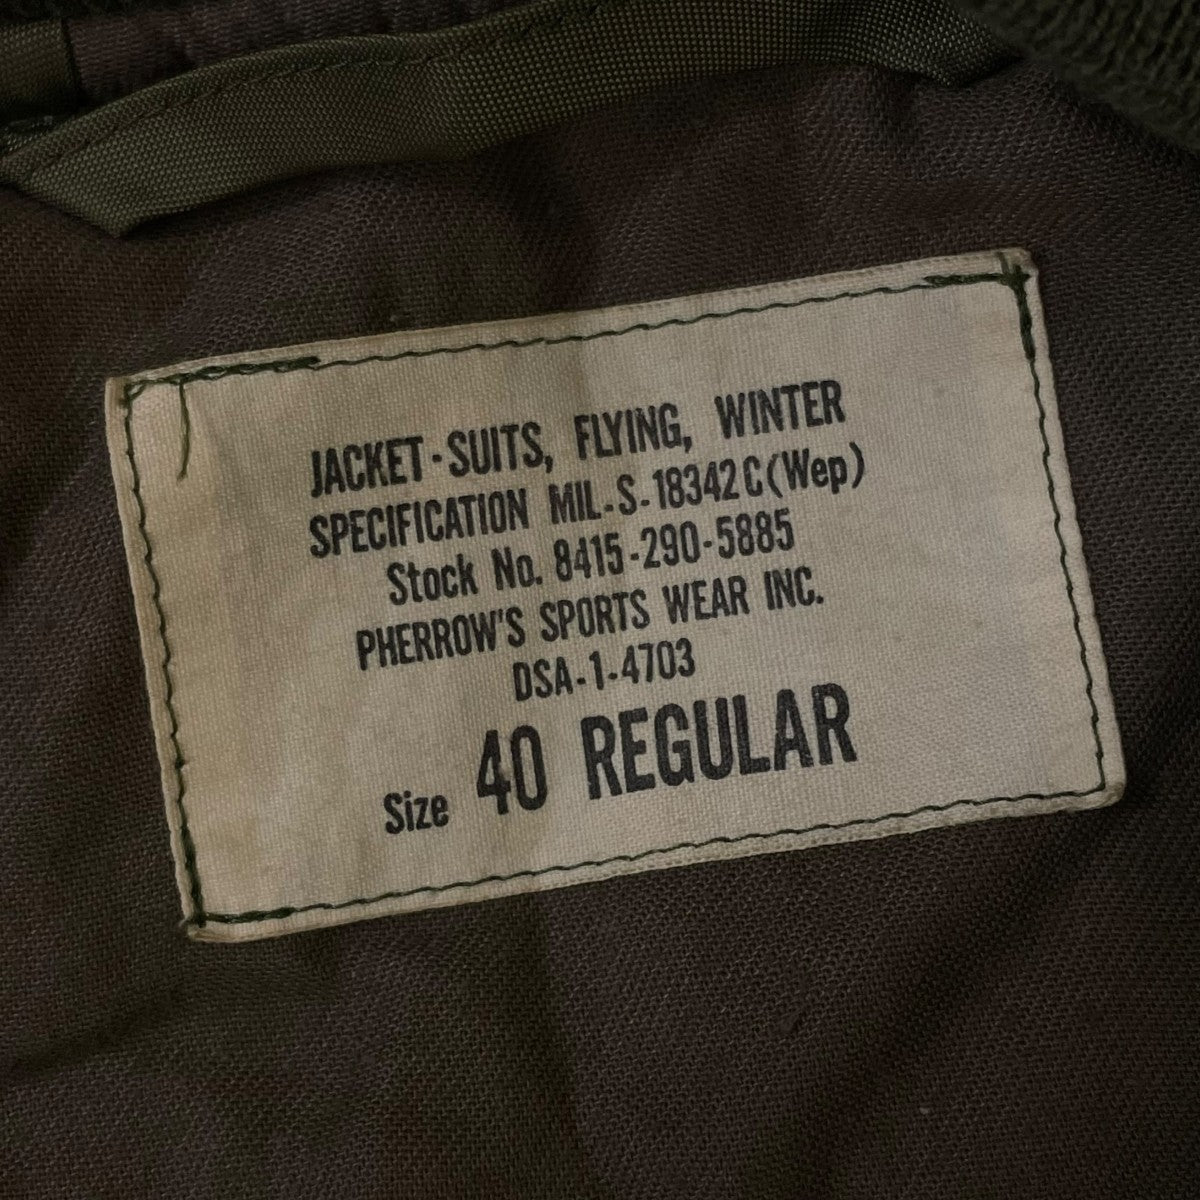 JACKET-SUITS, FLYING, WINTER
SPECIFICATION MIL-S-18342C(Wep)
Stock No. 8415-290-5885
PHERROW'S SPORTS WEAR INC.
DSA-1-4703
Size 40 REGULAR